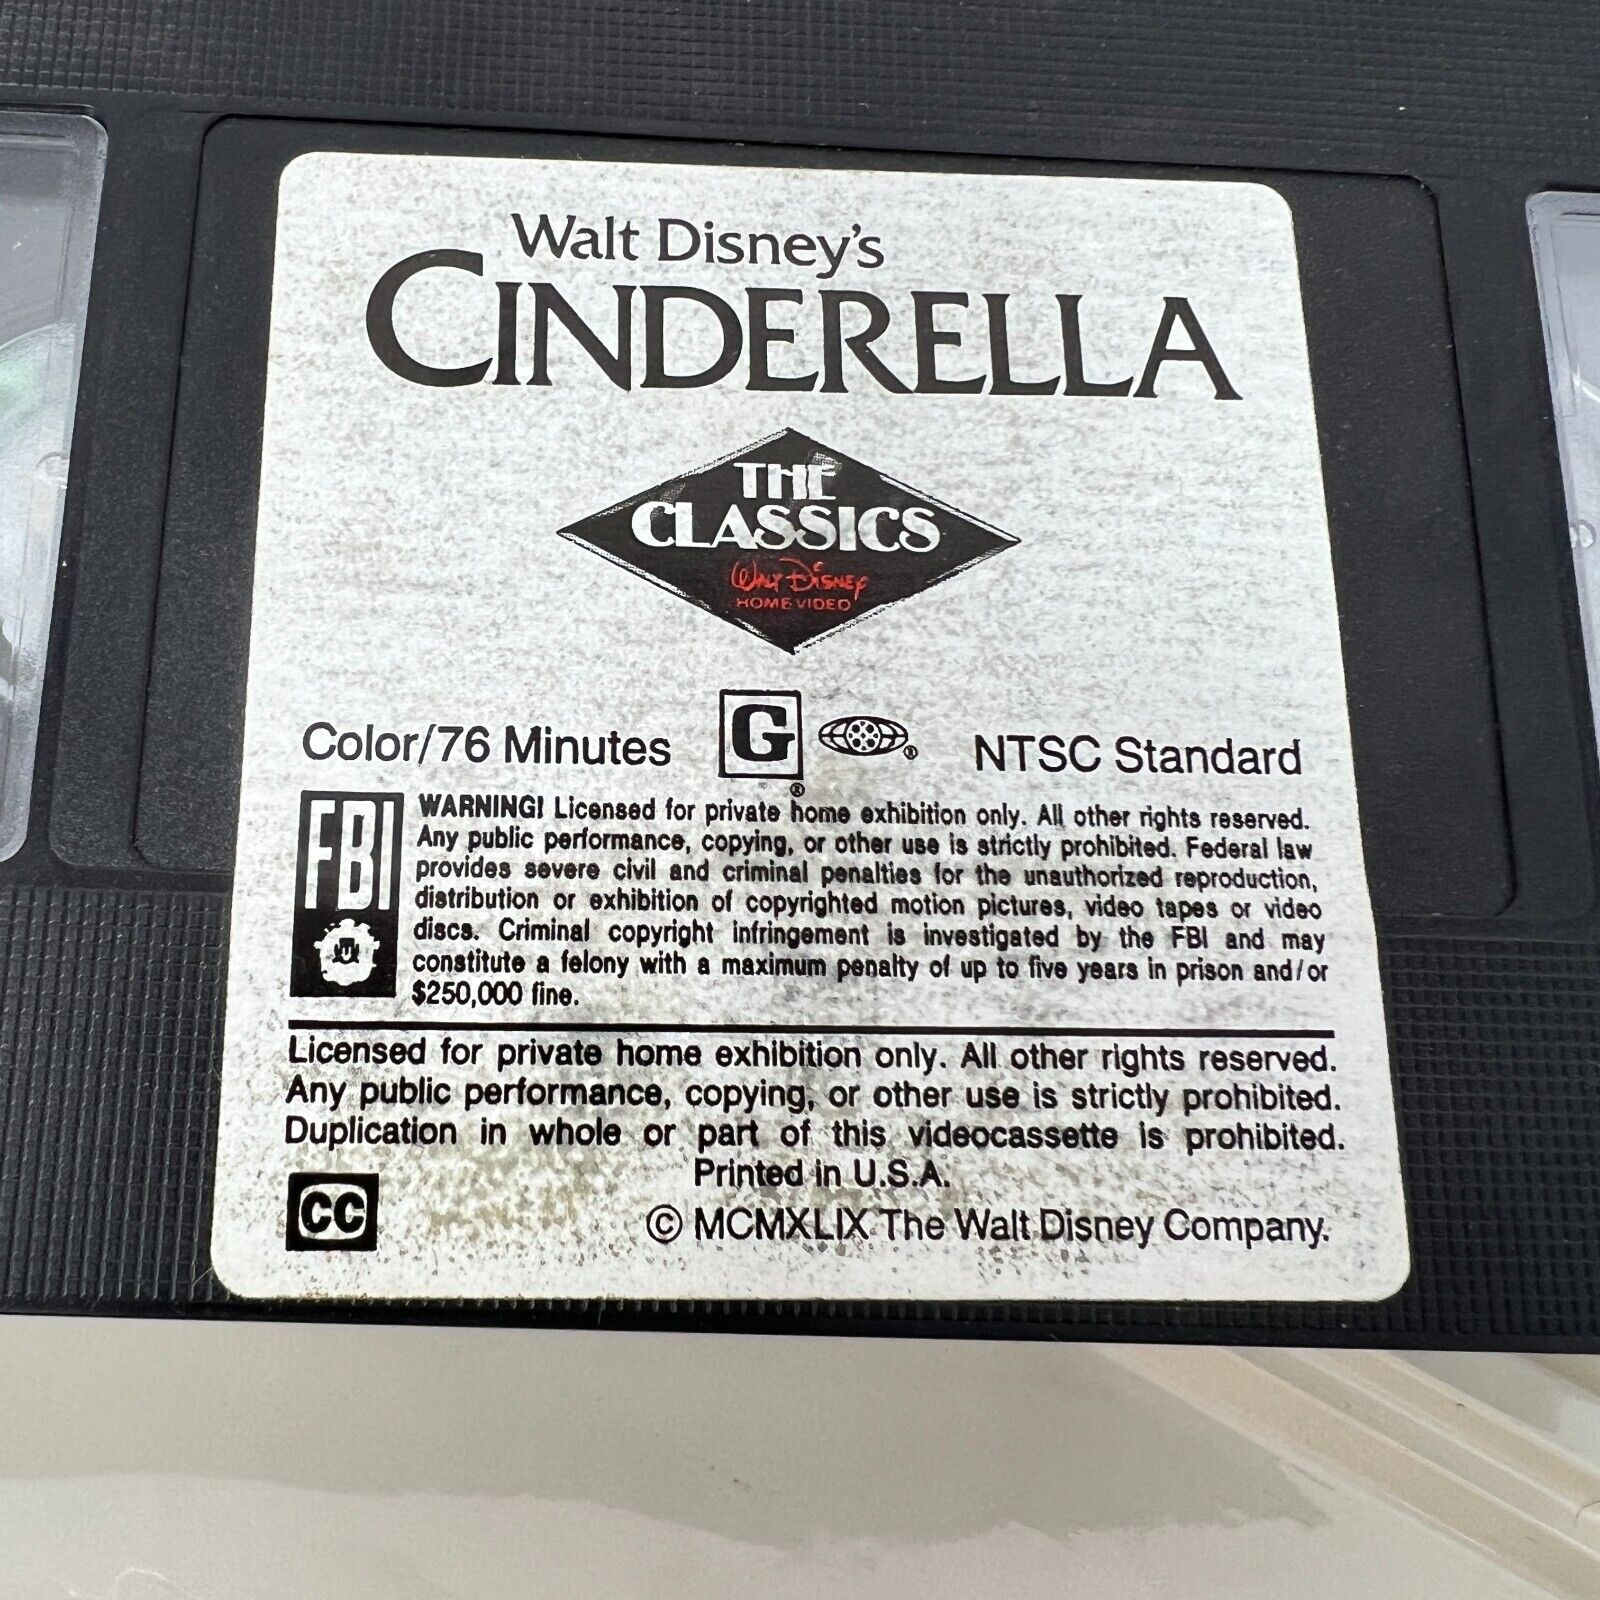 Walt Disney's
CINDERELLA
THE
CLASSICS
WALT DISNEY
HOME VIDEO
Color/76 Minutes G ® ® NTSC Standard
FBI
WARNING! Licensed for private home exhibition only. All other rights reserved.
Any public performance, copying, or other use is strictly prohibited. Federal law
provides severe civil and criminal penalties for the unauthorized reproduction,
distribution or exhibition of copyrighted motion pictures, video tapes or video
discs. Criminal copyright infringement is investigated by the FBI and may
constitute a felony with a maximum penalty of up to five years in prison and/or
$250,000 fine.
Licensed for private home exhibition only. All other rights reserved.
Any public performance, copying, or other use is strictly prohibited.
Duplication in whole or part of this videocassette is prohibited.
Printed in U.S.A.
CC
© MCMXLIX The Walt Disney Company.